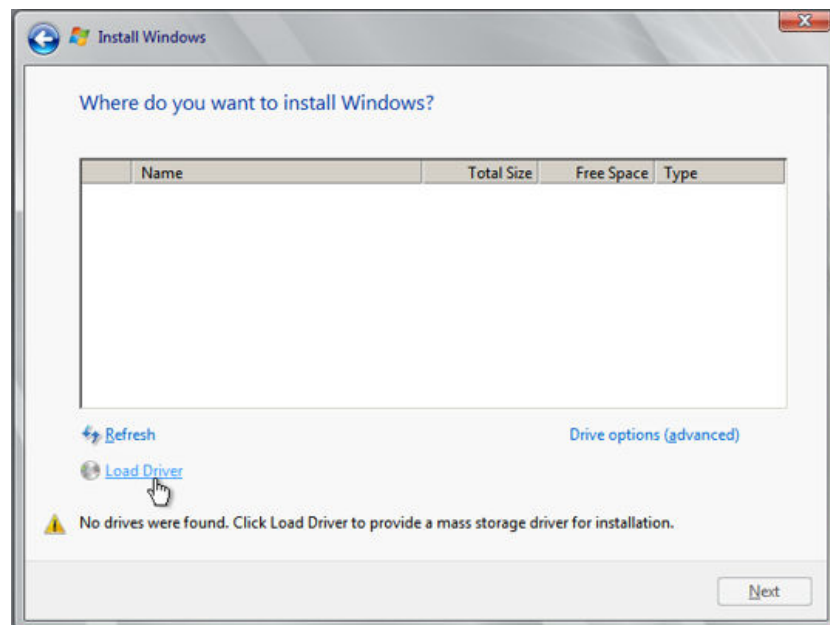 Install Windows
Where do you want to install Windows?
Name Total Size Free Space Type
Refresh Drive options (advanced)
Load Driver
No drives were found. Click Load Driver to provide a mass storage driver for installation.
Next